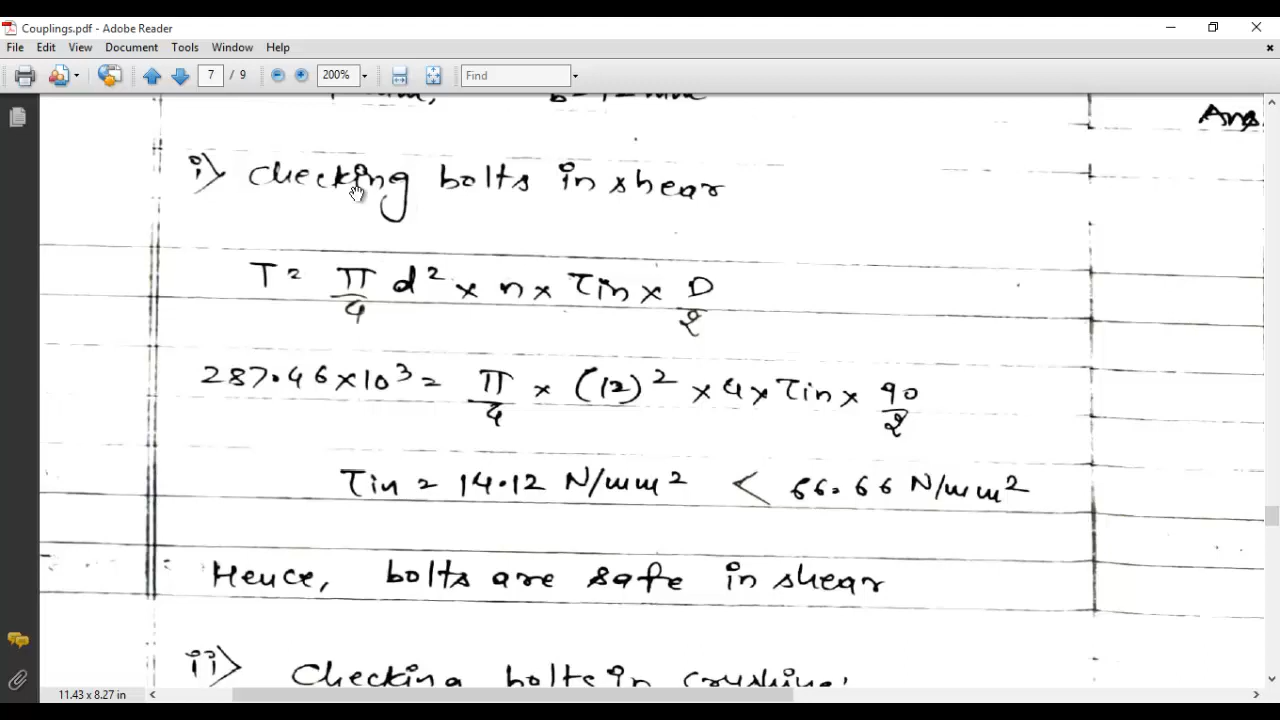 Couplings.pdf - Adobe Reader
File Edit View Document Tools Window Help
7 / 9 200% Find
Ans.
i) Checking bolts in shear
T = π/4 d² × n × τin × D/2
287.46×10³ = π/4 × (12)² × 4 × τin × 90/2
τin = 14.12 N/mm² < 66.66 N/mm²
Hence, bolts are safe in shear
ii) Checking bolts in crushing:
11.43 x 8.27 in